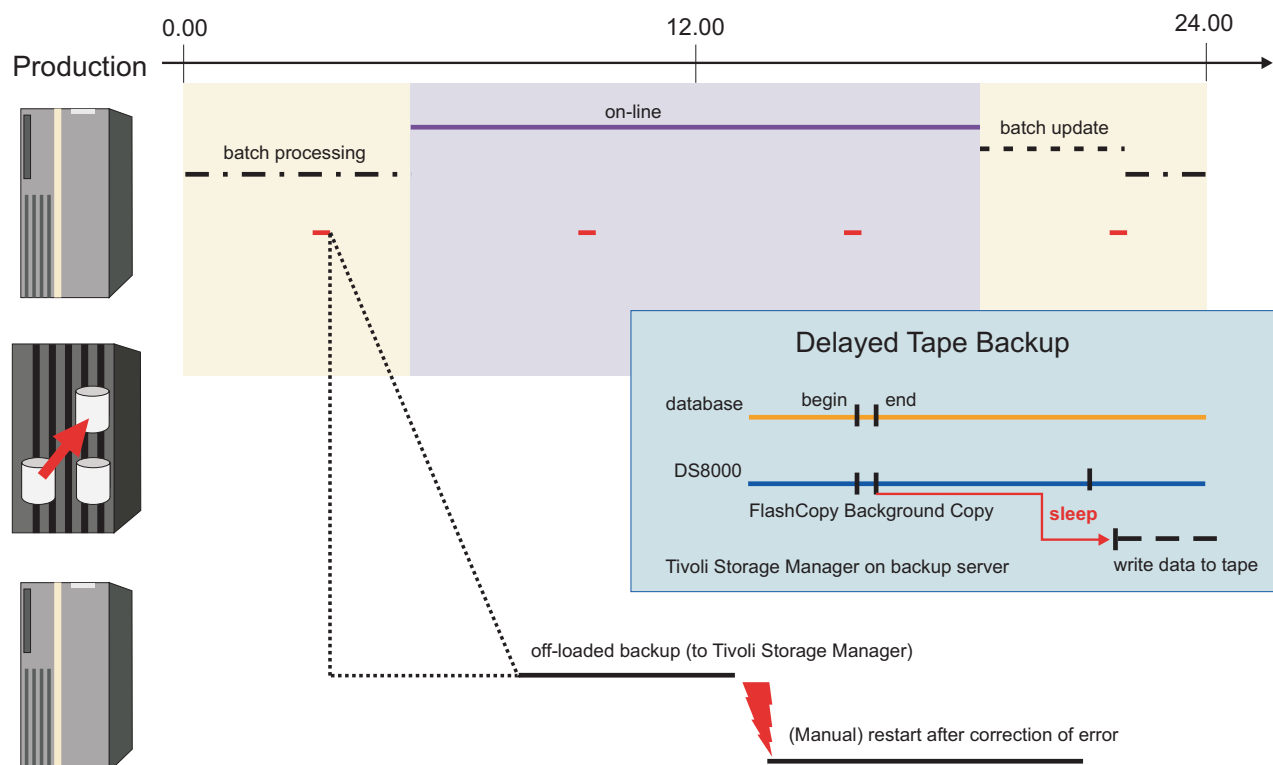 0.00
12.00
24.00
Production
on-line
batch update
batch processing
Delayed Tape Backup
database
begin
end
DS8000
FlashCopy Background Copy
sleep
Tivoli Storage Manager on backup server
write data to tape
off-loaded backup (to Tivoli Storage Manager)
(Manual) restart after correction of error